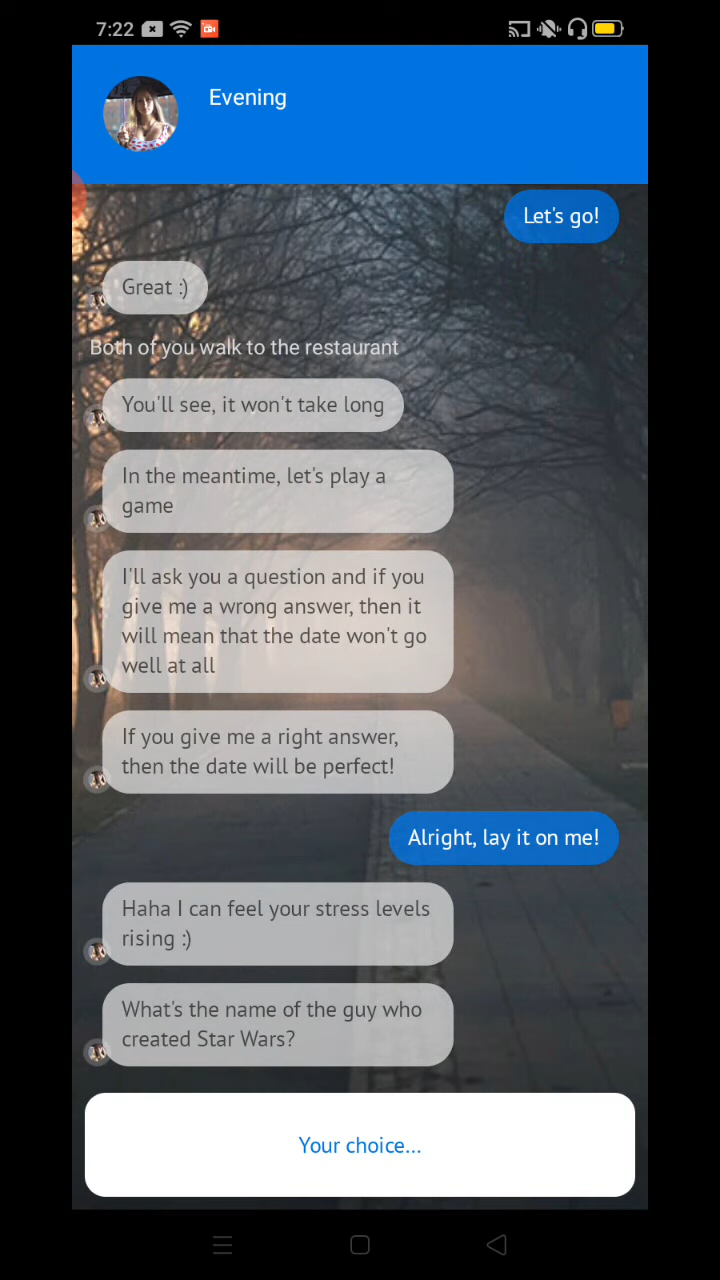 7:22
Evening
Let's go!
Great :)
Both of you walk to the restaurant
You'll see, it won't take long
In the meantime, let's play a
game
I'll ask you a question and if you
give me a wrong answer, then it
will mean that the date won't go
well at all
If you give me a right answer,
then the date will be perfect!
Alright, lay it on me!
Haha I can feel your stress levels
rising :)
What's the name of the guy who
created Star Wars?
Your choice...